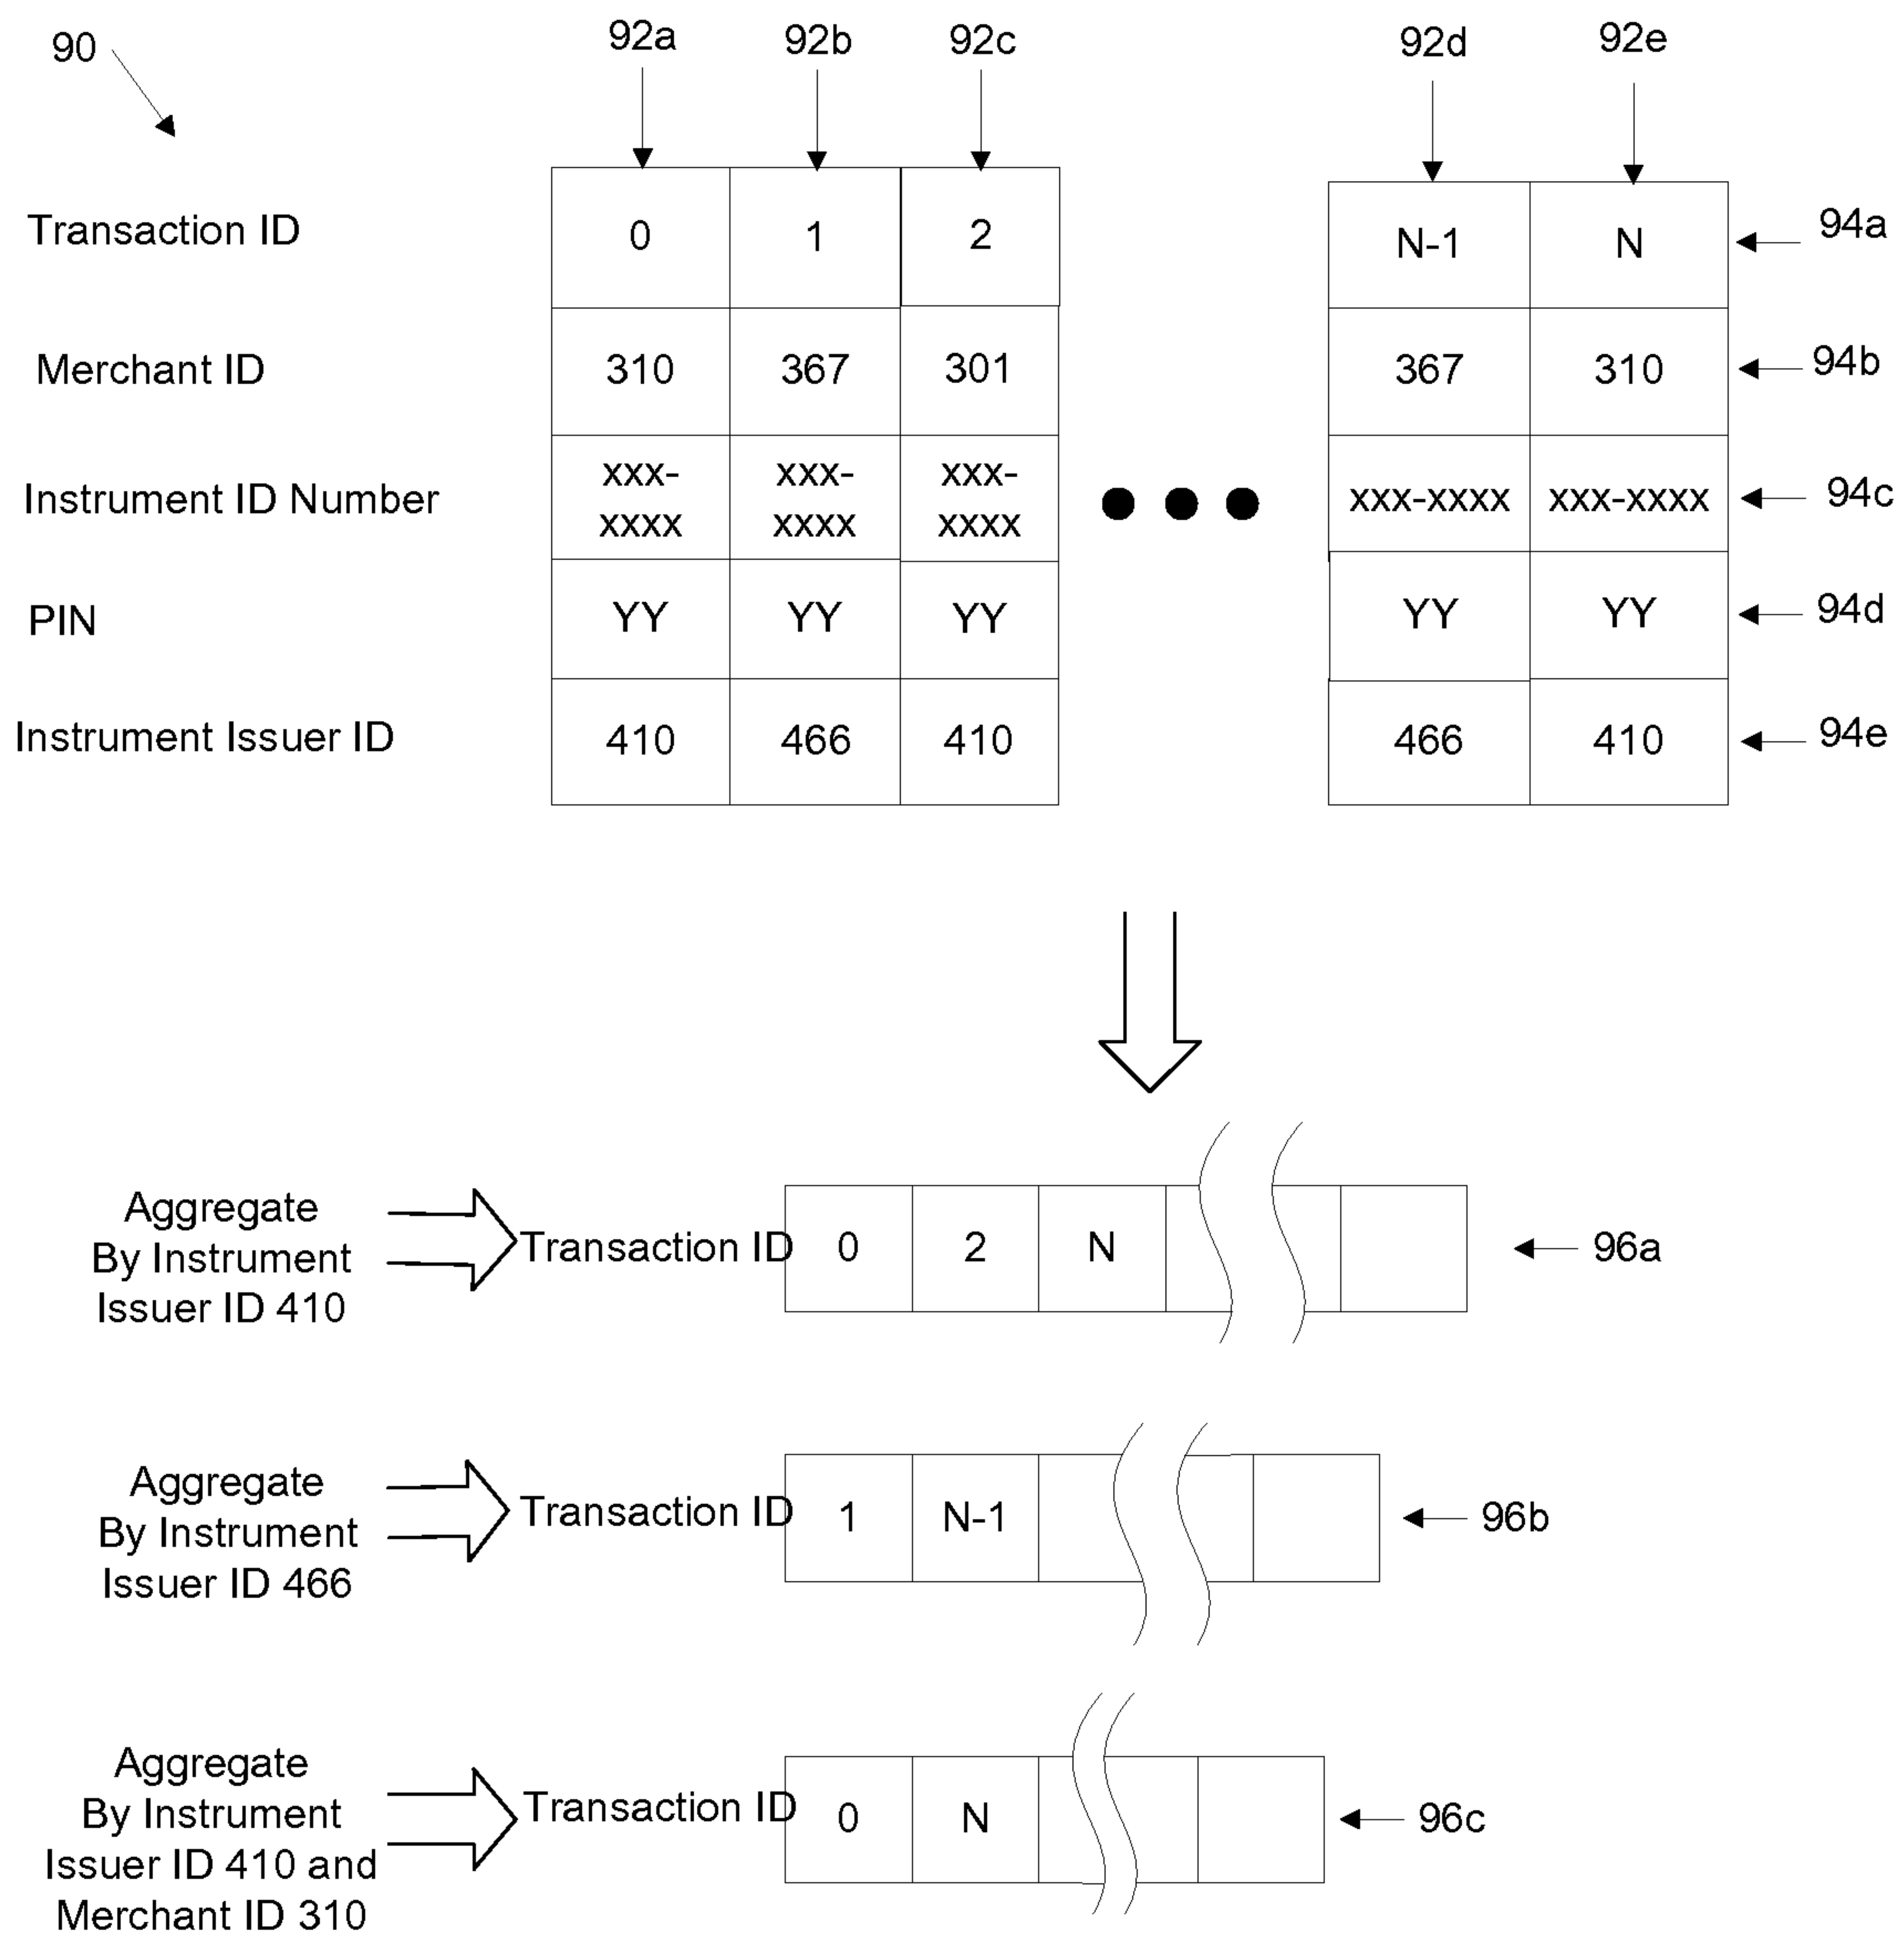 90
92a 92b 92c 92d 92e
Transaction ID 0 1 2 N-1 N 94a
Merchant ID 310 367 301 367 310 94b
Instrument ID Number xxx-xxxx xxx-xxxx xxx-xxxx xxx-xxxx xxx-xxxx 94c
PIN YY YY YY YY YY 94d
Instrument Issuer ID 410 466 410 466 410 94e
Aggregate
By Instrument
Issuer ID 410
Transaction ID 0 2 N 96a
Aggregate
By Instrument
Issuer ID 466
Transaction ID 1 N-1 96b
Aggregate
By Instrument
Issuer ID 410 and
Merchant ID 310
Transaction ID 0 N 96c